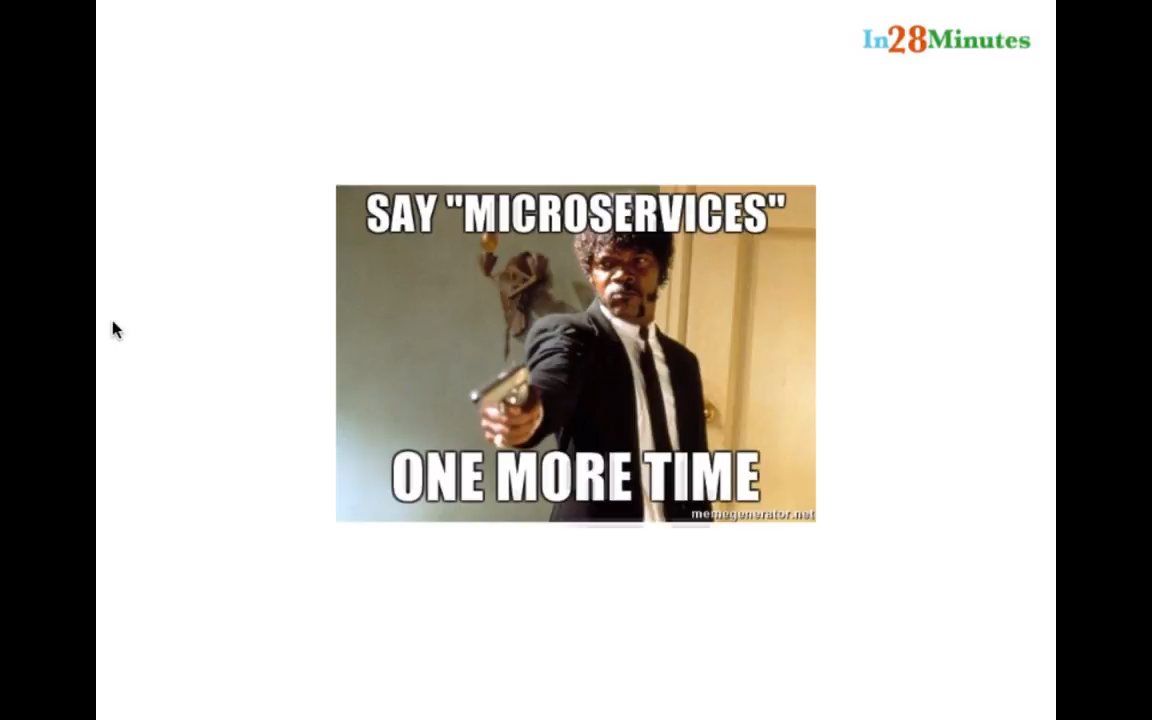 In28Minutes
SAY "MICROSERVICES"
ONE MORE TIME
memegenerator.net